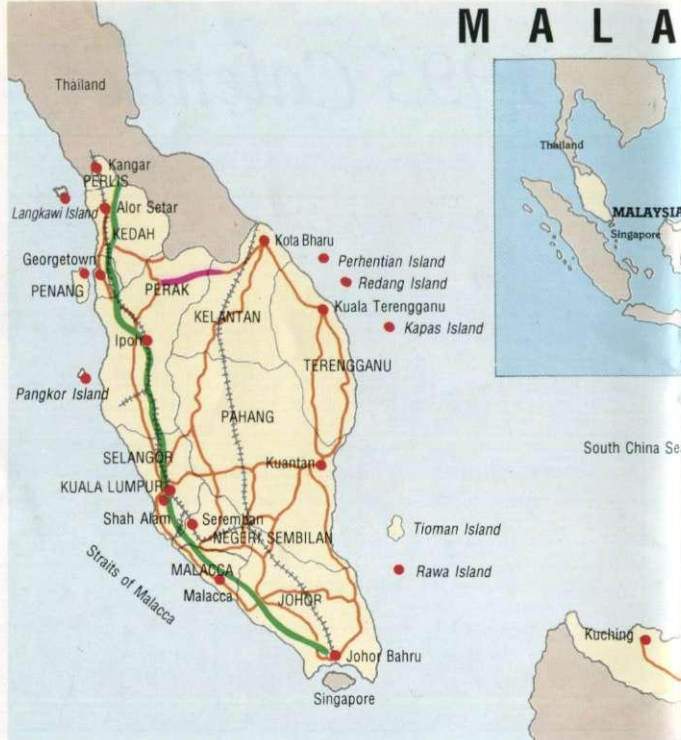 MALA
Thailand
Kangar
PERLIS
Langkawi Island
Alor Setar
KEDAH
Georgetown
PENANG
PERAK
Kota Bharu
Perhentian Island
Redang Island
KELANTAN
Kuala Terengganu
Kapas Island
Ipoh
TERENGGANU
Pangkor Island
PAHANG
SELANGOR
Kuantan
KUALA LUMPUR
Shah Alam
Seremban
NEGERI SEMBILAN
Tioman Island
MALACCA
Malacca
Rawa Island
Straits of Malacca
JOHOR
Johor Bahru
Singapore
Thailand
MALAYSIA
Singapore
South China Se
Kuching